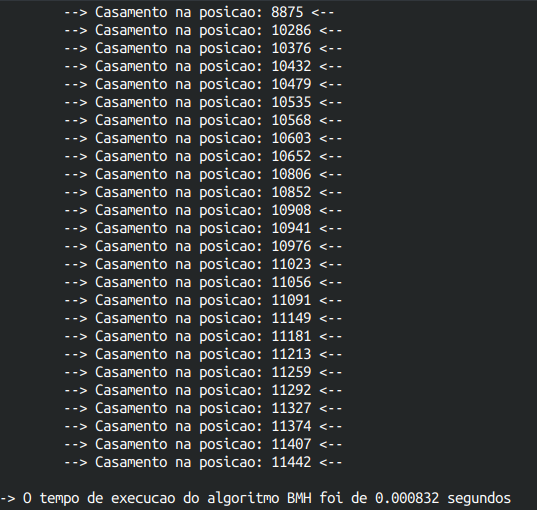 --> Casamento na posicao: 8875 <--
--> Casamento na posicao: 10286 <--
--> Casamento na posicao: 10376 <--
--> Casamento na posicao: 10432 <--
--> Casamento na posicao: 10479 <--
--> Casamento na posicao: 10535 <--
--> Casamento na posicao: 10568 <--
--> Casamento na posicao: 10603 <--
--> Casamento na posicao: 10652 <--
--> Casamento na posicao: 10806 <--
--> Casamento na posicao: 10852 <--
--> Casamento na posicao: 10908 <--
--> Casamento na posicao: 10941 <--
--> Casamento na posicao: 10976 <--
--> Casamento na posicao: 11023 <--
--> Casamento na posicao: 11056 <--
--> Casamento na posicao: 11091 <--
--> Casamento na posicao: 11149 <--
--> Casamento na posicao: 11181 <--
--> Casamento na posicao: 11213 <--
--> Casamento na posicao: 11259 <--
--> Casamento na posicao: 11292 <--
--> Casamento na posicao: 11327 <--
--> Casamento na posicao: 11374 <--
--> Casamento na posicao: 11407 <--
--> Casamento na posicao: 11442 <--
-> O tempo de execucao do algoritmo BMH foi de 0.000832 segundos